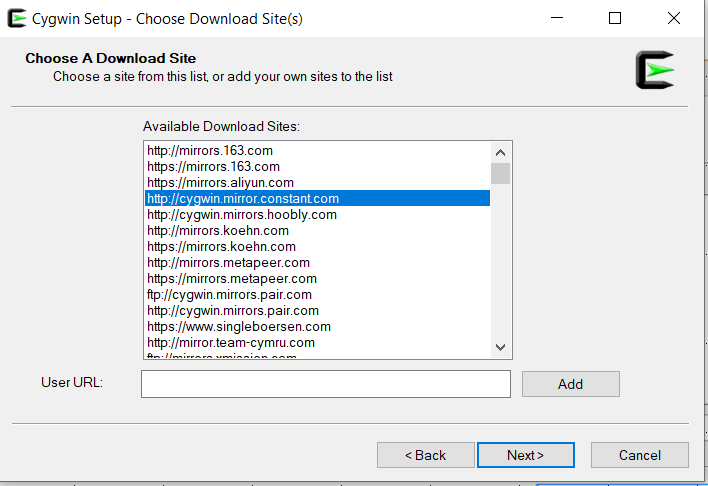 Cygwin Setup - Choose Download Site(s)
Choose A Download Site
Choose a site from this list, or add your own sites to the list
Available Download Sites:
http://mirrors.163.com
https://mirrors.163.com
https://mirrors.aliyun.com
http://cygwin.mirror.constant.com
http://cygwin.mirrors.hoobly.com
http://mirrors.koehn.com
https://mirrors.koehn.com
http://mirrors.metapeer.com
https://mirrors.metapeer.com
ftp://cygwin.mirrors.pair.com
http://cygwin.mirrors.pair.com
https://www.singleboersen.com
http://mirror.team-cymru.com
ftp://mirrors.xmission.com
User URL:
Add
< Back
Next >
Cancel